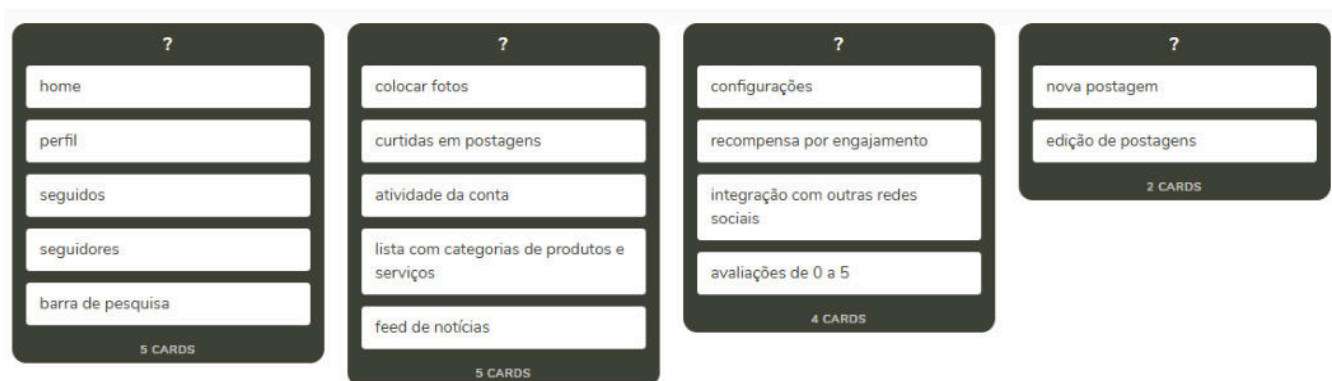 ?
home
perfil
seguidos
seguidores
barra de pesquisa
5 CARDS
?
colocar fotos
curtidas em postagens
atividade da conta
lista com categorias de produtos e
serviços
feed de notícias
5 CARDS
?
configurações
recompensa por engajamento
integração com outras redes
sociais
avaliações de 0 a 5
4 CARDS
?
nova postagem
edição de postagens
2 CARDS